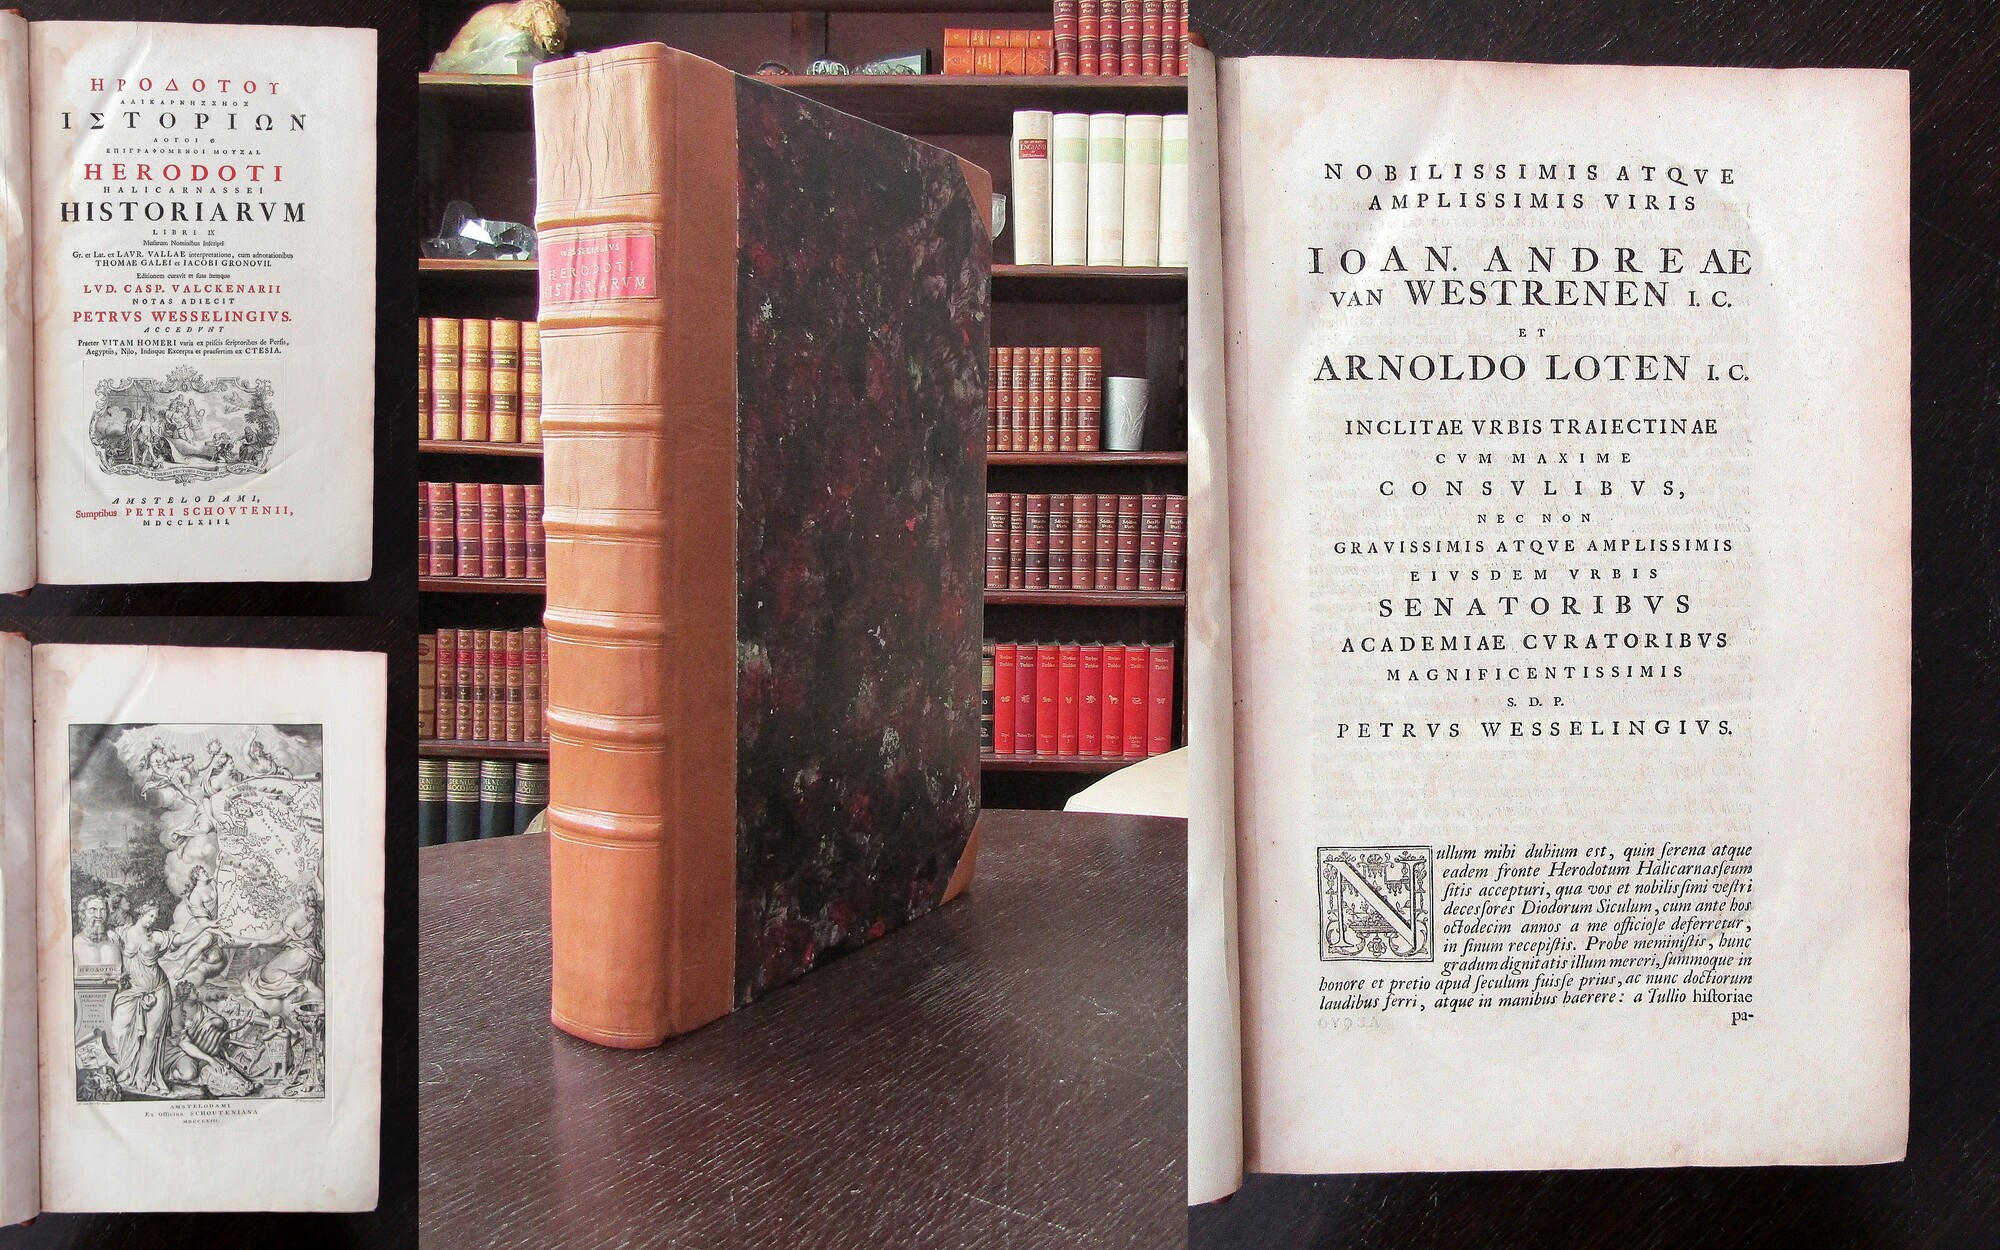 ΗΡΟΔΟΤΟΥ
ΑΛΙΚΑΡΝΗΣΣΗΟΣ
ΙΣΤΟΡΙΩΝ
ΛΟΓΟΙ Θ
ΕΠΙΓΡΑΦΟΜΕΝΟΙ ΜΟΥΣΑΙ.
HERODOTI
HALICARNASSEI
HISTORIARVM
LIBRI IX
Musarum Nominibus Inscripti
Gr. et Lat. ex LAVR. VALLAE interpretatione, cum adnotationibus
THOMAE GALEI et IACOBI GRONOVII.
Editionem curavit et suas itemque
LVD. CASP. VALCKENARII
NOTAS ADIECIT
PETRVS WESSELINGIVS.
ACCEDVNT
Praeter VITAM HOMERI varia ex priscis scriptoribus de Persis,
Aegyptiis, Nilo, Indisque Excerpta et praesertim ex CTESIA.
AMSTELODAMI,
Sumptibus PETRI SCHOVTENII,
MDCCLXIII.
ΗΡΟΔΟΤΟΣ
AMSTELODAMI
Ex Officina SCHOUTENIANA
MDCCLXIII.
WESSELINGIVS
HERODOTI
HISTORIARVM
ENGLAND
NOBILISSIMIS ATQVE
AMPLISSIMIS VIRIS
IOAN. ANDREAE
VAN WESTRENEN I. C.
ET
ARNOLDO LOTEN I. C.
INCLITAE VRBIS TRAIECTINAE
CVM MAXIME
CONSVLIBVS,
NEC NON
GRAVISSIMIS ATQVE AMPLISSIMIS
EIVSDEM VRBIS
SENATORIBVS
ACADEMIAE CVRATORIBVS
MAGNIFICENTISSIMIS
S. D. P.
PETRVS WESSELINGIVS.
Nullum mihi dubium est, quin ſerena atque
eadem fronte Herodotum Halicarnaſſeum
ſitis accepturi, qua vos et nobiliſſimi veſtri
deceſſores Diodorum Siculum, cum ante hos
octodecim annos a me officioſe deferretur,
in ſinum recepiſtis. Probe meminiſtis, hunc
gradum dignitatis illum mereri, ſummoque in
honore et pretio apud ſeculum fuiſſe prius, ac nunc doctiorum
laudibus ferri, atque in manibus haerere: a Tullio hiſtoriae
pa-